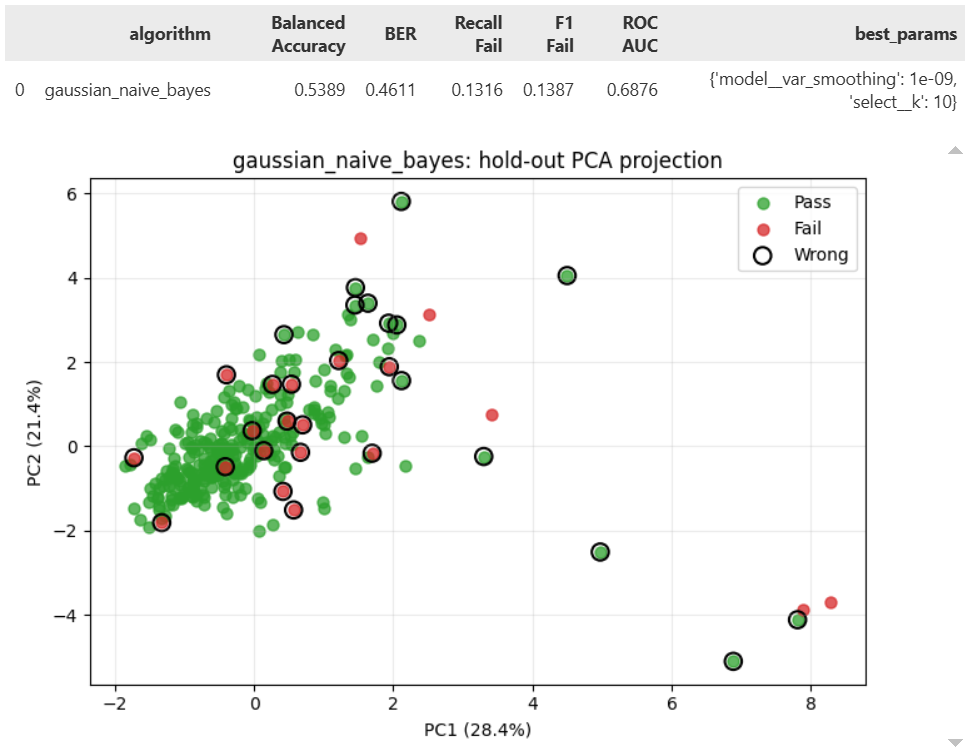 algorithm Balanced Accuracy BER Recall Fail F1 Fail ROC AUC best_params
0 gaussian_naive_bayes 0.5389 0.4611 0.1316 0.1387 0.6876 {'model__var_smoothing': 1e-09, 'select__k': 10}
gaussian_naive_bayes: hold-out PCA projection
Pass
Fail
Wrong
6
4
2
0
−2
−4
PC2 (21.4%)
−2 0 2 4 6 8
PC1 (28.4%)